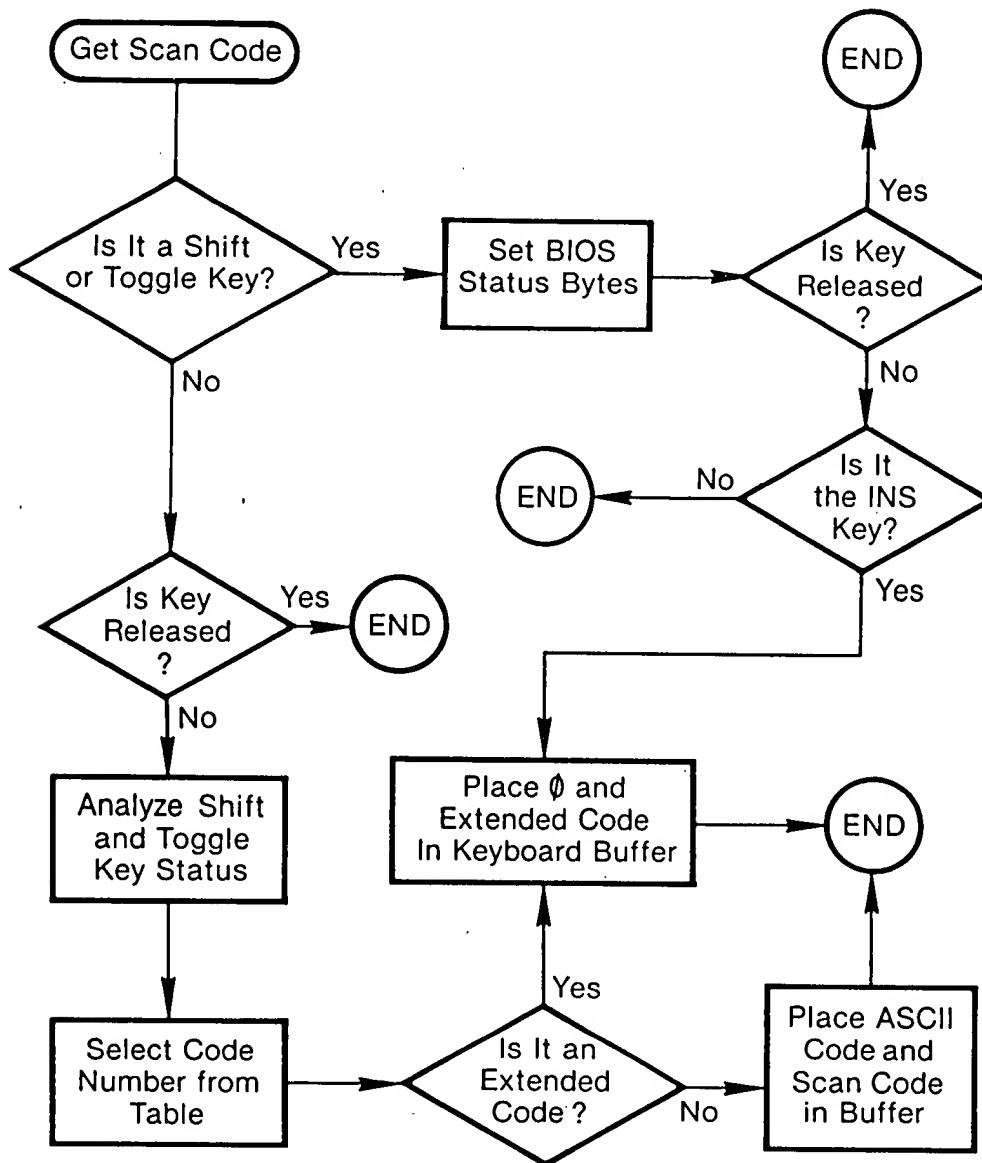 Get Scan Code
END
Yes
Is It a Shift
or Toggle Key?
Yes
Set BIOS
Status Bytes
Is Key
Released
?
No
No
Is It
the INS
Key?
No
END
Yes
Is Key
Released
?
Yes
END
No
Analyze Shift
and Toggle
Key Status
Place ∅ and
Extended Code
In Keyboard Buffer
END
Yes
Select Code
Number from
Table
Is It an
Extended
Code?
No
Place ASCII
Code and
Scan Code
in Buffer